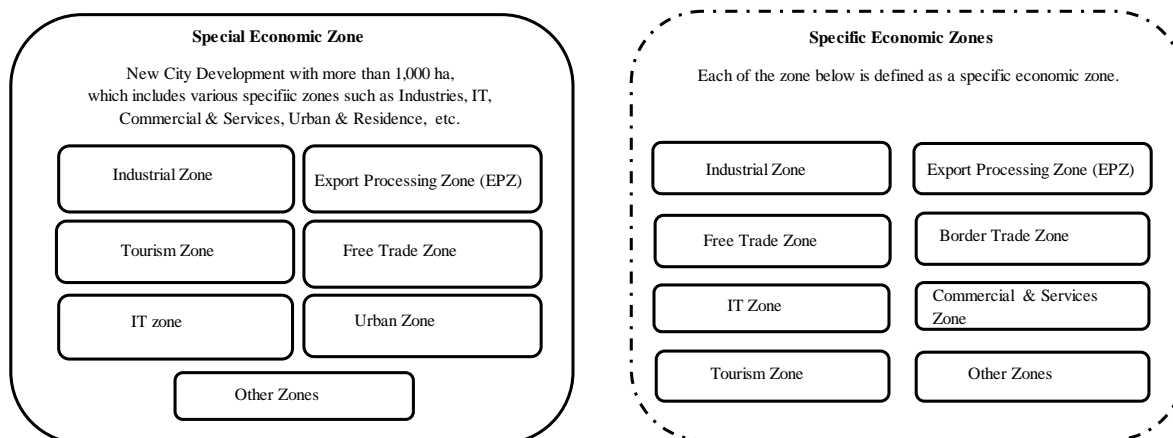 Special Economic Zone
New City Development with more than 1,000 ha,
which includes various specifiic zones such as Industries, IT,
Commercial & Services, Urban & Residence, etc.
Industrial Zone
Export Processing Zone (EPZ)
Tourism Zone
Free Trade Zone
IT zone
Urban Zone
Other Zones
Specific Economic Zones
Each of the zone below is defined as a specific economic zone.
Industrial Zone
Export Processing Zone (EPZ)
Free Trade Zone
Border Trade Zone
IT Zone
Commercial & Services
Zone
Tourism Zone
Other Zones